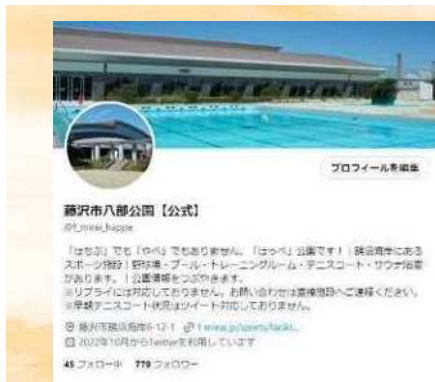 プロフィールを編集
藤沢市八部公園【公式】
@f_mirai_happe
「はちぶ」でも「やべ」でもありません。「はっぺ」公園です！｜鵠沼海岸にある
スポーツ施設｜野球場・プール・トレーニングルーム・テニスコート・サウナ浴室
があります。｜公園情報をつぶやきます。
※リプライには対応しておりません。お問い合わせは直接施設へご連絡ください。
※早朝テニスコート状況はツイート対応しておりません。
藤沢市鵠沼海岸6-12-1
2022年10月からTwitterを利用しています
45 フォロー中 779 フォロワー